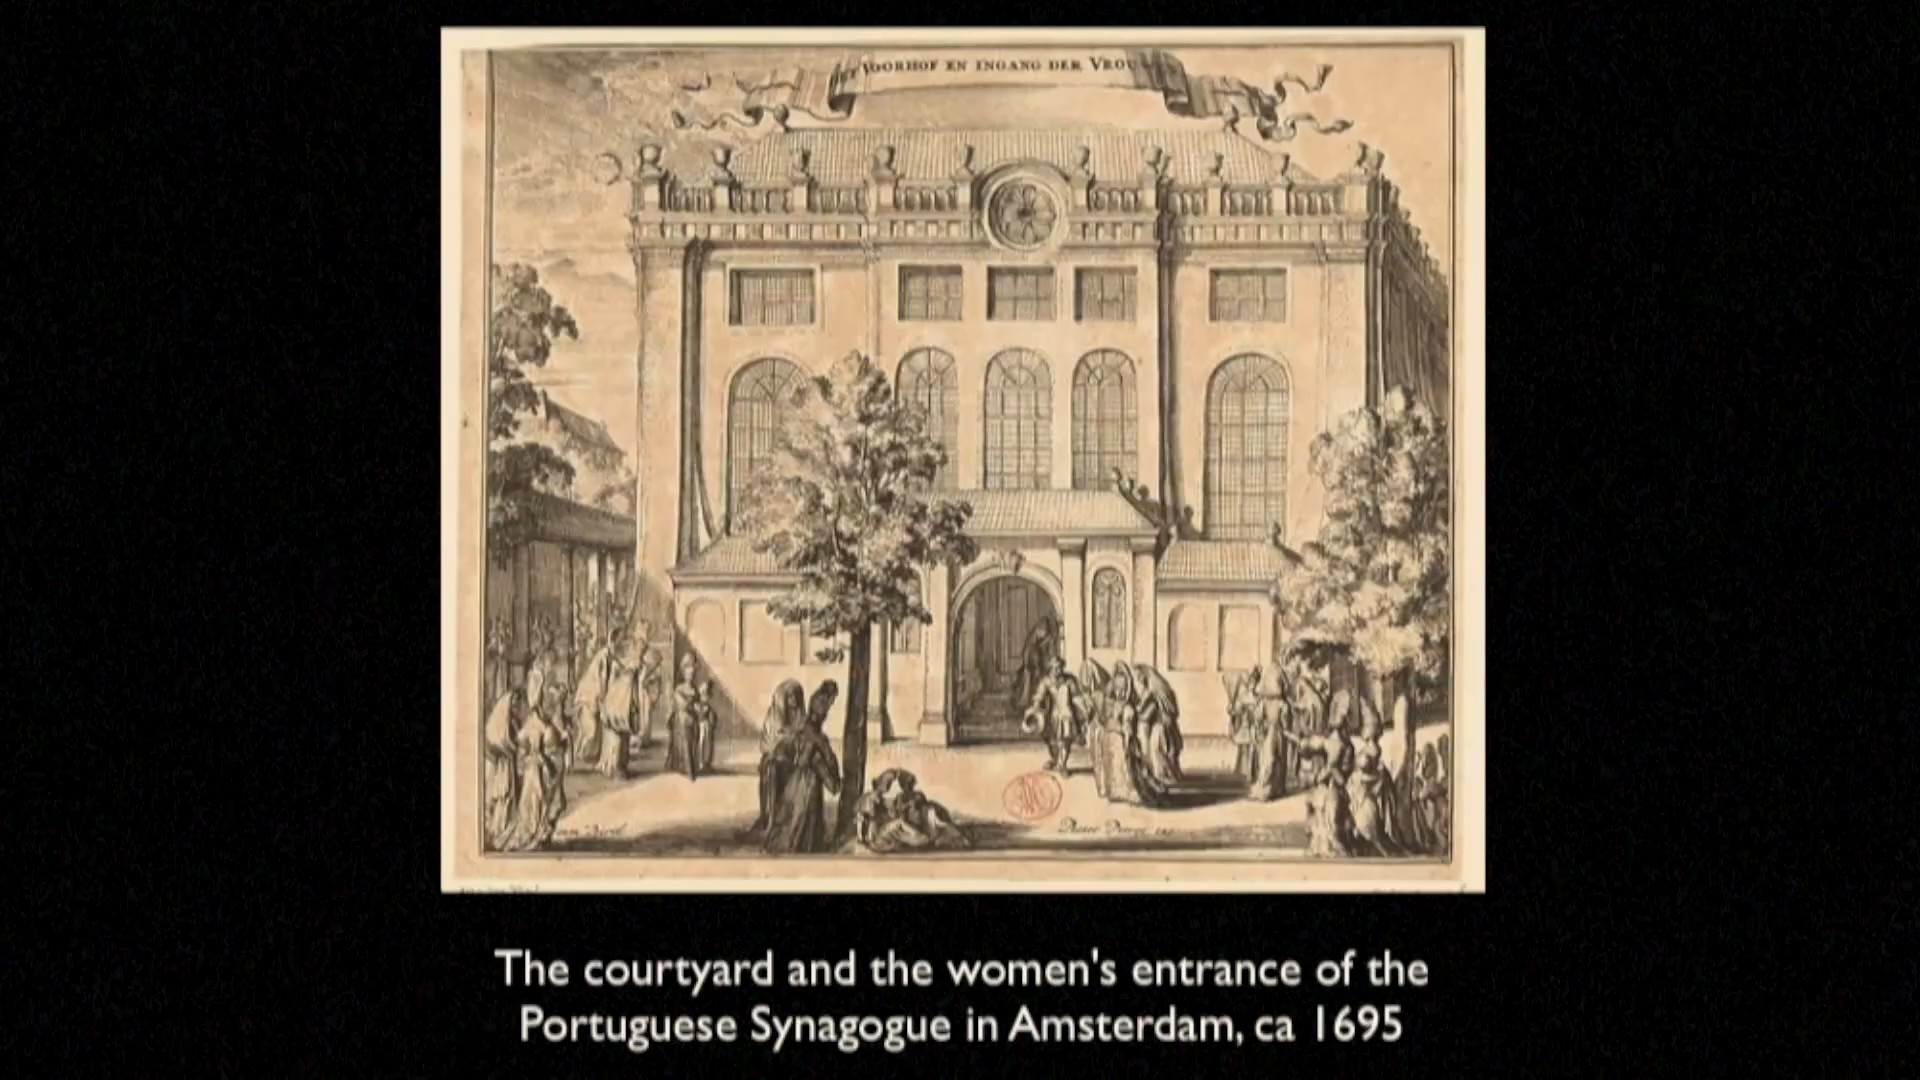 VOORHOF EN INGANG DER VROU
The courtyard and the women's entrance of the
Portuguese Synagogue in Amsterdam, ca 1695